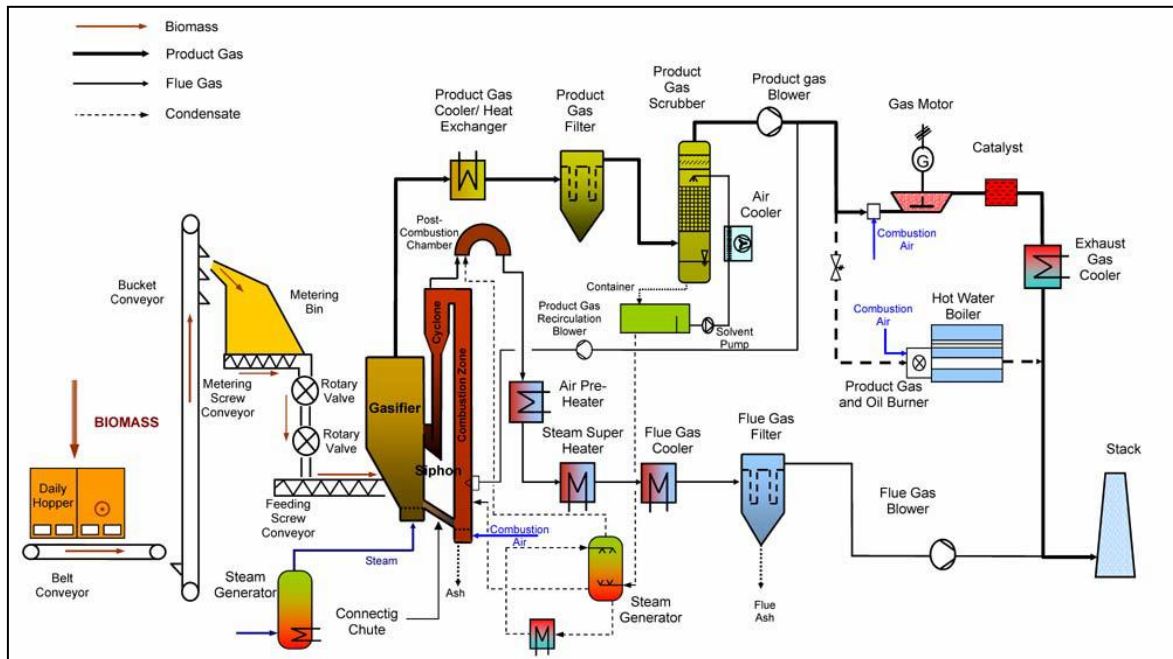 Biomass
Product Gas
Flue Gas
Condensate
Product Gas
Cooler/ Heat
Exchanger
Product
Gas
Filter
Product
Gas
Scrubber
Product gas
Blower
Gas Motor
G
Catalyst
Post-
Combustion
Chamber
Air
Cooler
Combustion
Air
Exhaust
Gas
Cooler
Bucket
Conveyor
Metering
Bin
Container
Product Gas
Recirculation
Blower
Solvent
Pump
Combustion
Air
Hot Water
Boiler
Cyclone
Combustion Zone
Metering
Screw
Conveyor
Rotary
Valve
Gasifier
Air Pre-
Heater
Product Gas
and Oil Burner
BIOMASS
Rotary
Valve
Siphon
Steam Super
Heater
Flue Gas
Cooler
Flue Gas
Filter
Stack
Daily
Hopper
Feeding
Screw
Conveyor
Flue Gas
Blower
Combustion
Air
Steam
Belt
Conveyor
Steam
Generator
Connectig
Chute
Ash
Steam
Generator
Flue
Ash